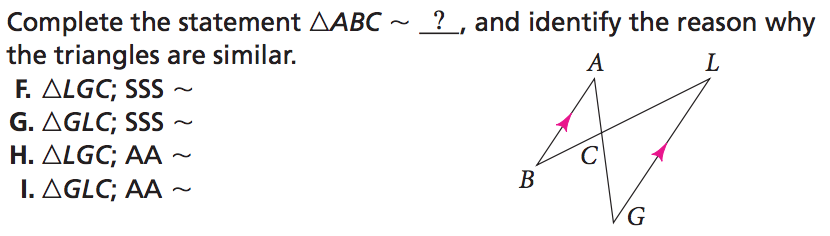 Complete the statement △ABC ~ _?_, and identify the reason why
the triangles are similar.
F. △LGC; SSS ~
G. △GLC; SSS ~
H. △LGC; AA ~
I. △GLC; AA ~
A
L
C
B
G